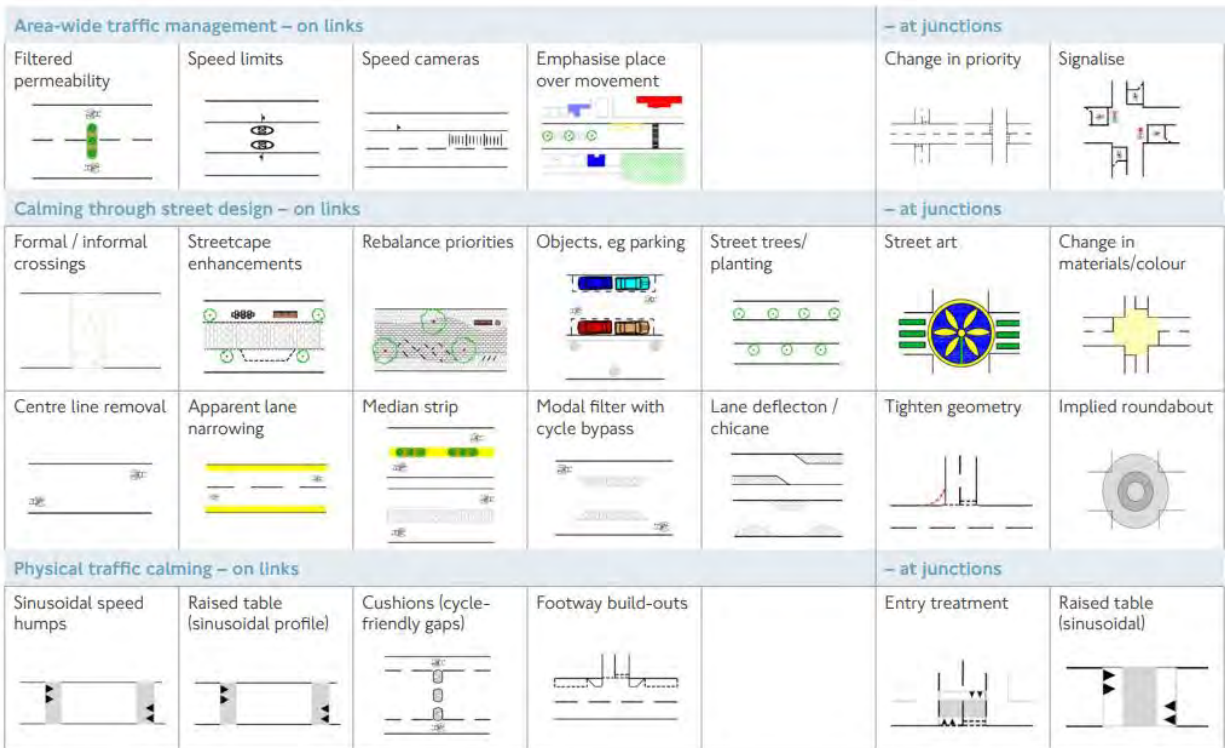 Area-wide traffic management – on links
– at junctions
Filtered
permeability
Speed limits
Speed cameras
Emphasise place
over movement
Change in priority
Signalise
Calming through street design – on links
– at junctions
Formal / informal
crossings
Streetscape
enhancements
Rebalance priorities
Objects, eg parking
Street trees/
planting
Street art
Change in
materials/colour
Centre line removal
Apparent lane
narrowing
Median strip
Modal filter with
cycle bypass
Lane deflecton /
chicane
Tighten geometry
Implied roundabout
Physical traffic calming – on links
– at junctions
Sinusoidal speed
humps
Raised table
(sinusoidal profile)
Cushions (cycle-
friendly gaps)
Footway build-outs
Entry treatment
Raised table
(sinusoidal)